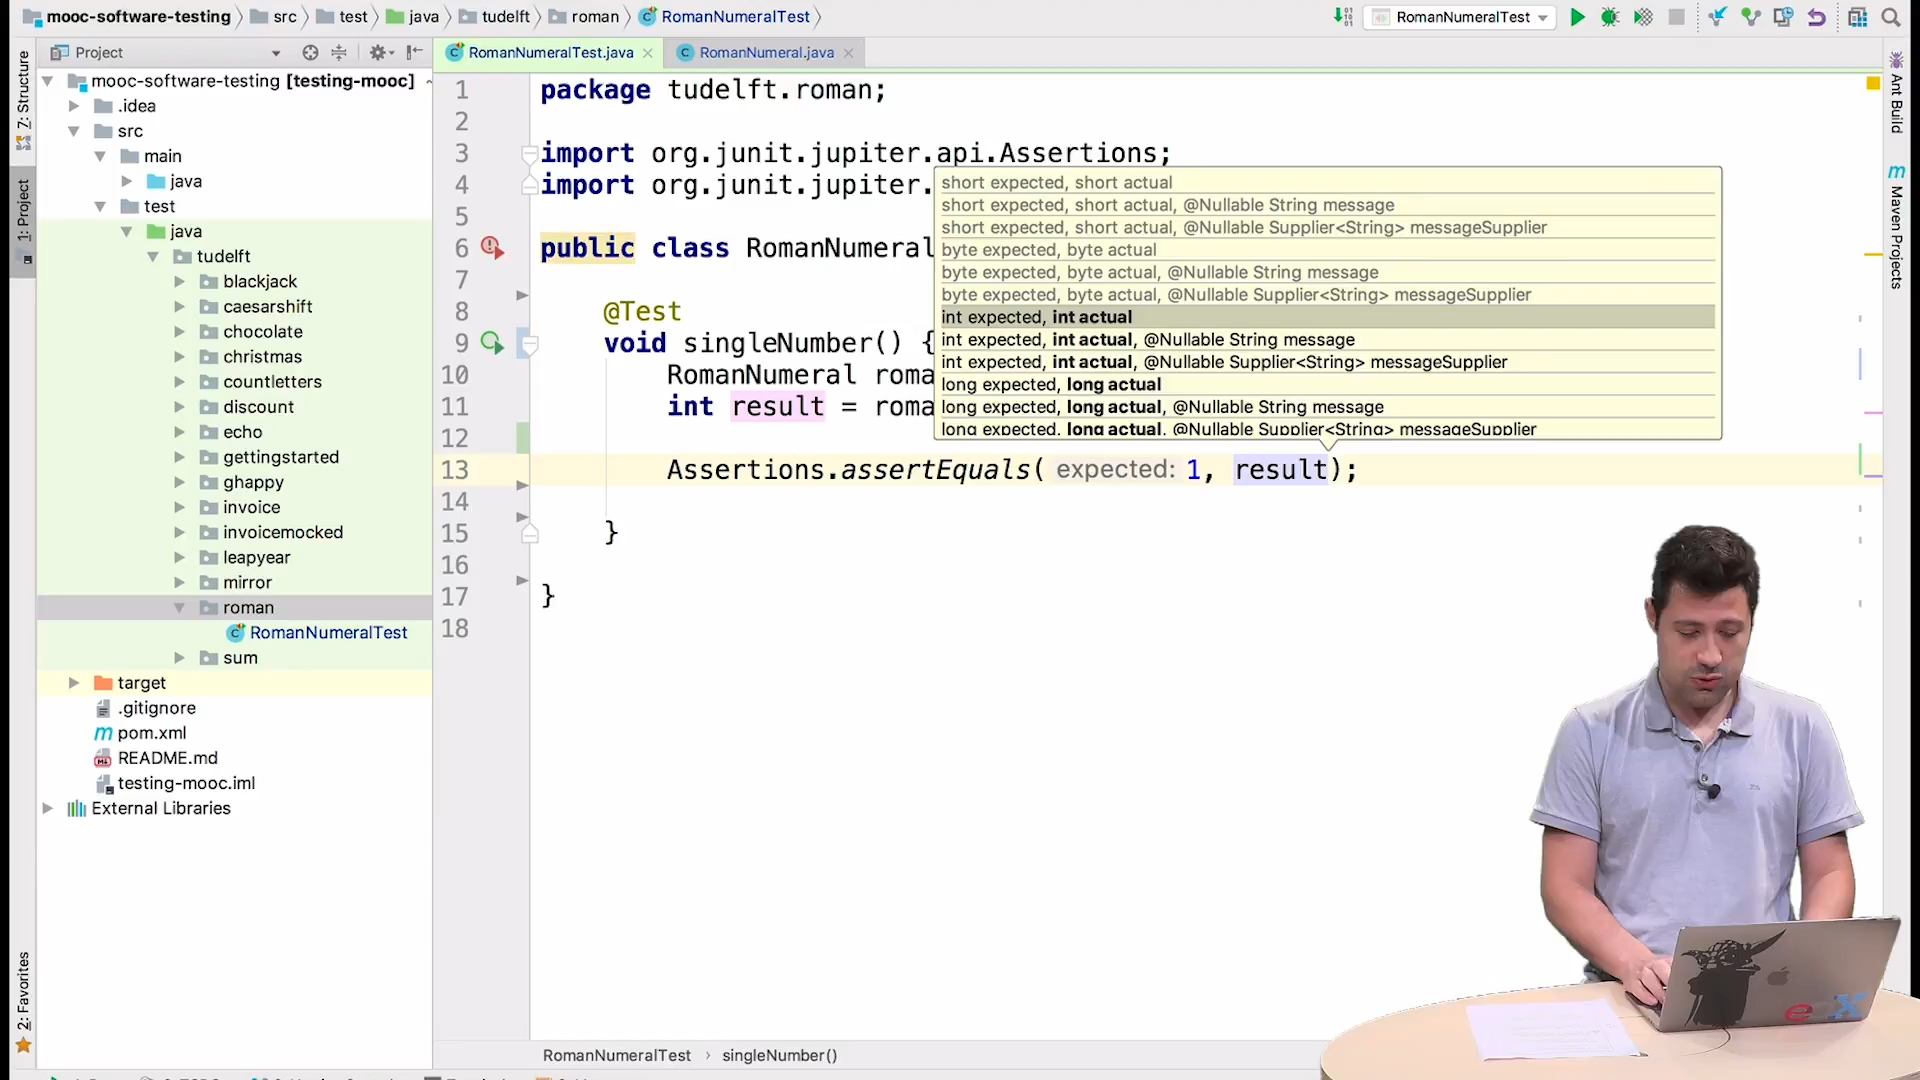 mooc-software-testing src test java tudelft roman RomanNumeralTest
RomanNumeralTest
Project
RomanNumeralTest.java
RomanNumeral.java
7: Structure
1: Project
2: Favorites
mooc-software-testing [testing-mooc]
.idea
src
main
java
test
java
tudelft
blackjack
caesarshift
chocolate
christmas
countletters
discount
echo
gettingstarted
ghappy
invoice
invoicemocked
leapyear
mirror
roman
RomanNumeralTest
sum
target
.gitignore
pom.xml
README.md
testing-mooc.iml
External Libraries
1 package tudelft.roman;
2
3 import org.junit.jupiter.api.Assertions;
4 import org.junit.jupiter.
5
6 public class RomanNumeral
7
8 @Test
9 void singleNumber() {
10 RomanNumeral roma
11 int result = roma
12
13 Assertions.assertEquals( expected: 1, result);
14
15 }
16
17 }
18
short expected, short actual
short expected, short actual, @Nullable String message
short expected, short actual, @Nullable Supplier<String> messageSupplier
byte expected, byte actual
byte expected, byte actual, @Nullable String message
byte expected, byte actual, @Nullable Supplier<String> messageSupplier
int expected, int actual
int expected, int actual, @Nullable String message
int expected, int actual, @Nullable Supplier<String> messageSupplier
long expected, long actual
long expected, long actual, @Nullable String message
long expected, long actual, @Nullable Supplier<String> messageSupplier
Ant Build
Maven Projects
RomanNumeralTest › singleNumber()